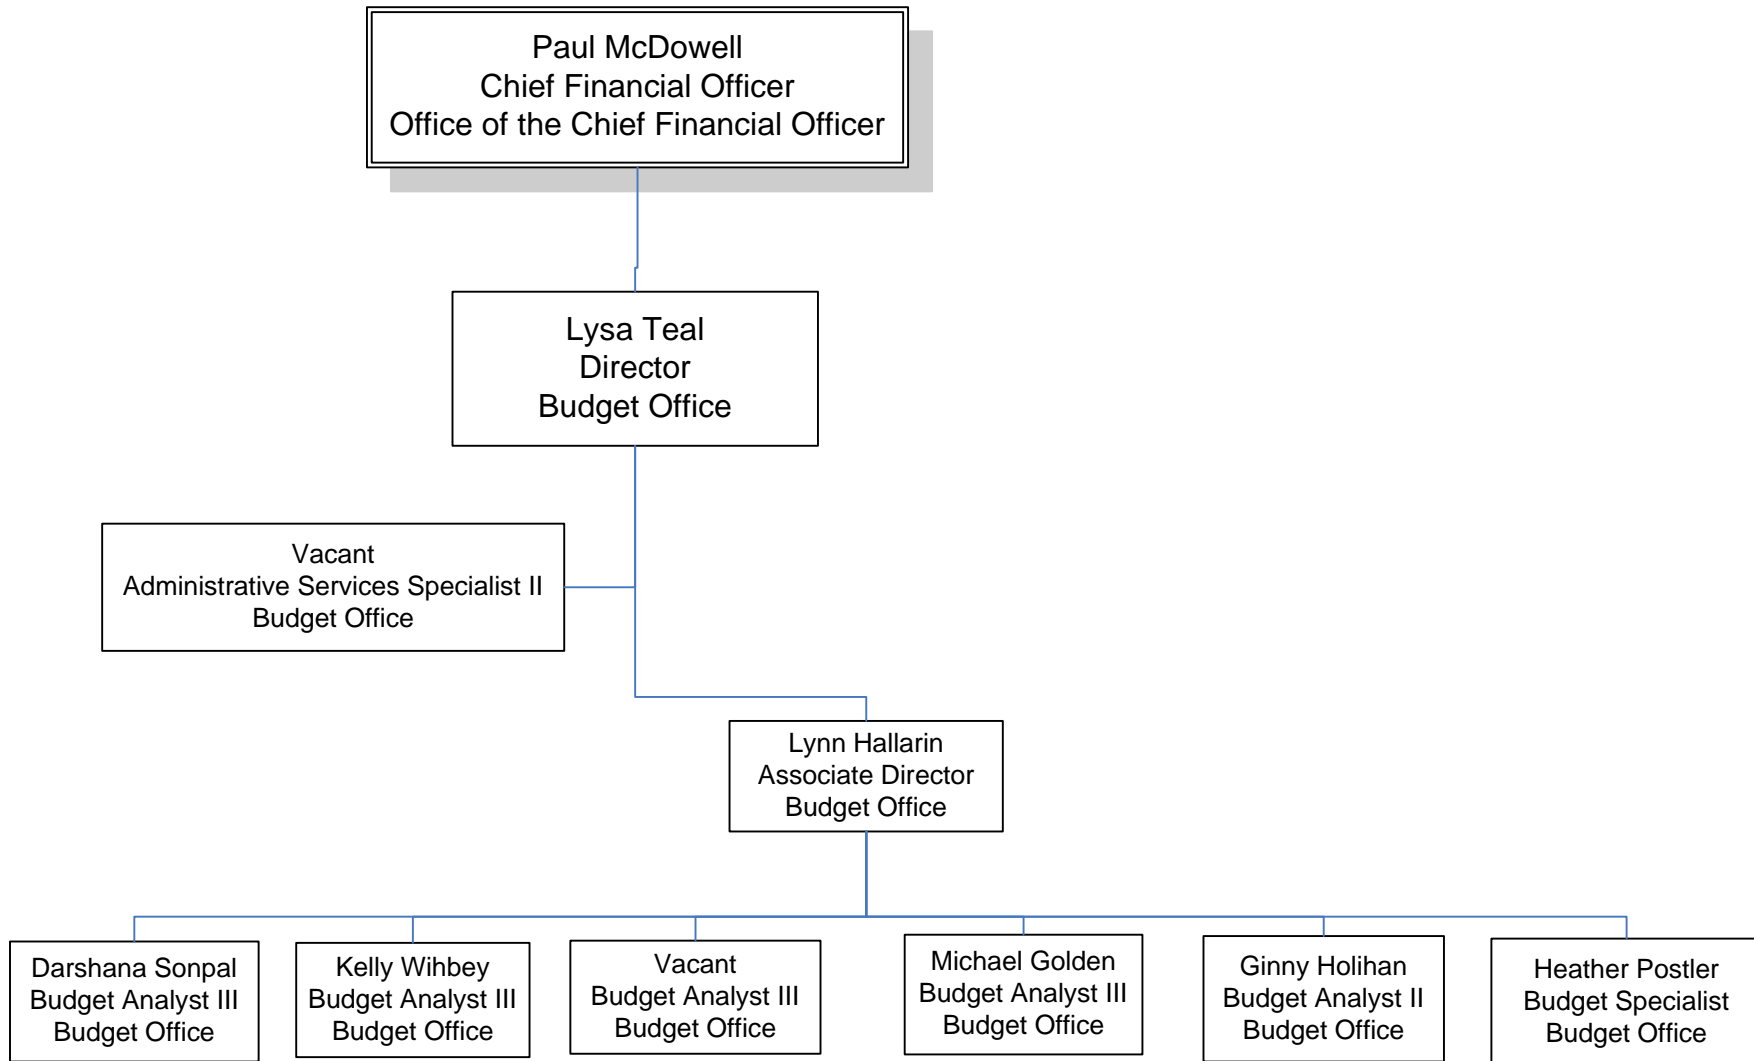 Paul McDowell
Chief Financial Officer
Office of the Chief Financial Officer
Lysa Teal
Director
Budget Office
Vacant
Administrative Services Specialist II
Budget Office
Lynn Hallarin
Associate Director
Budget Office
Darshana Sonpal
Budget Analyst III
Budget Office
Kelly Wihbey
Budget Analyst III
Budget Office
Vacant
Budget Analyst III
Budget Office
Michael Golden
Budget Analyst III
Budget Office
Ginny Holihan
Budget Analyst II
Budget Office
Heather Postler
Budget Specialist
Budget Office